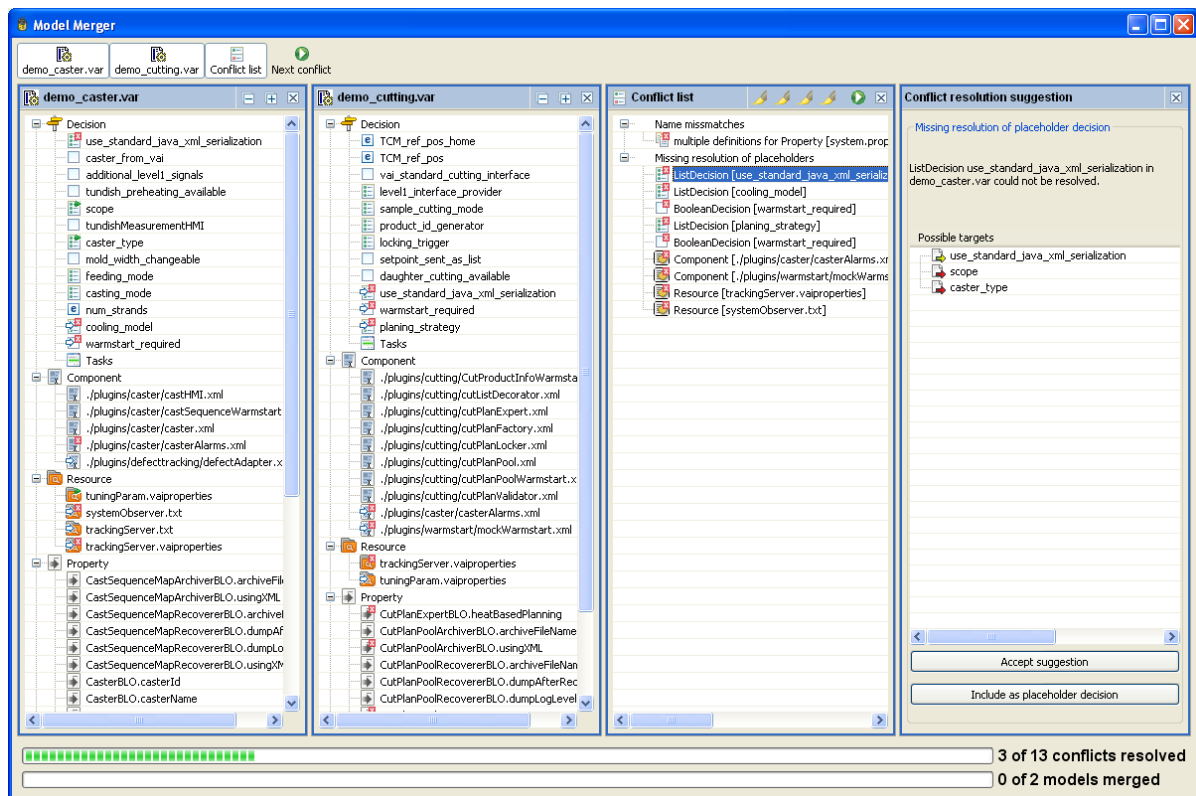 Model Merger
demo_caster.var
demo_cutting.var
Conflict list
Next conflict
demo_caster.var
Decision
use_standard_java_xml_serialization
caster_from_vai
additional_level1_signals
tundish_preheating_available
scope
tundishMeasurementHMI
caster_type
mold_width_changeable
feeding_mode
casting_mode
num_strands
cooling_model
warmstart_required
Tasks
Component
./plugins/caster/castHMI.xml
./plugins/caster/castSequenceWarmstart
./plugins/caster/caster.xml
./plugins/caster/casterAlarms.xml
./plugins/defecttracking/defectAdapter.x
Resource
tuningParam.vaiproperties
systemObserver.txt
trackingServer.txt
trackingServer.vaiproperties
Property
CastSequenceMapArchiverBLO.archiveFil
CastSequenceMapArchiverBLO.usingXML
CastSequenceMapRecovererBLO.archivel
CastSequenceMapRecovererBLO.dumpAf
CastSequenceMapRecovererBLO.dumpLo
CastSequenceMapRecovererBLO.usingXM
CasterBLO.casterId
CasterBLO.casterName
demo_cutting.var
Decision
TCM_ref_pos_home
TCM_ref_pos
vai_standard_cutting_interface
level1_interface_provider
sample_cutting_mode
product_id_generator
locking_trigger
setpoint_sent_as_list
daughter_cutting_available
use_standard_java_xml_serialization
warmstart_required
planing_strategy
Tasks
Component
./plugins/cutting/CutProductInfoWarmsta
./plugins/cutting/cutListDecorator.xml
./plugins/cutting/cutPlanExpert.xml
./plugins/cutting/cutPlanFactory.xml
./plugins/cutting/cutPlanLocker.xml
./plugins/cutting/cutPlanPool.xml
./plugins/cutting/cutPlanPoolWarmstart.x
./plugins/cutting/cutPlanValidator.xml
./plugins/caster/casterAlarms.xml
./plugins/warmstart/mockWarmstart.xml
Resource
trackingServer.vaiproperties
tuningParam.vaiproperties
Property
CutPlanExpertBLO.heatBasedPlanning
CutPlanPoolArchiverBLO.archiveFileName
CutPlanPoolArchiverBLO.usingXML
CutPlanPoolRecovererBLO.archiveFileNan
CutPlanPoolRecovererBLO.dumpAfterRec
CutPlanPoolRecovererBLO.dumpLogLevel
Conflict list
Name missmatches
multiple definitions for Property [system.prop
Missing resolution of placeholders
ListDecision [use_standard_java_xml_serializ
ListDecision [cooling_model]
BooleanDecision [warmstart_required]
ListDecision [planing_strategy]
BooleanDecision [warmstart_required]
Component [./plugins/caster/casterAlarms.xr
Component [./plugins/warmstart/mockWarms
Resource [trackingServer.vaiproperties]
Resource [systemObserver.txt]
Conflict resolution suggestion
Missing resolution of placeholder decision
ListDecision use_standard_java_xml_serialization in
demo_caster.var could not be resolved.
Possible targets
use_standard_java_xml_serialization
scope
caster_type
Accept suggestion
Include as placeholder decision
3 of 13 conflicts resolved
0 of 2 models merged